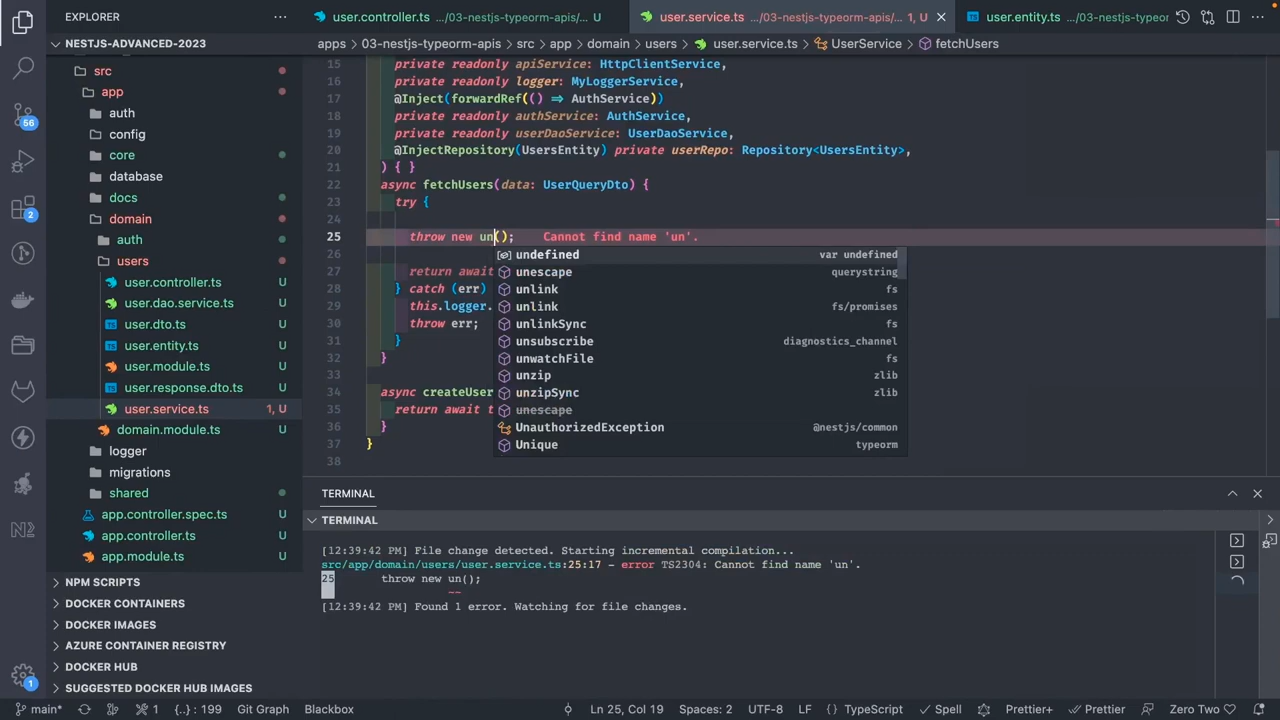 EXPLORER
NESTJS-ADVANCED-2023
src
app
auth
config
core
database
docs
domain
auth
users
user.controller.ts U
user.dao.service.ts U
user.dto.ts U
user.entity.ts U
user.module.ts U
user.response.dto.ts U
user.service.ts 1, U
domain.module.ts U
logger
migrations
shared
app.controller.spec.ts U
app.controller.ts U
app.module.ts U
NPM SCRIPTS
DOCKER CONTAINERS
DOCKER IMAGES
AZURE CONTAINER REGISTRY
DOCKER HUB
SUGGESTED DOCKER HUB IMAGES
56
2
1
user.controller.ts .../03-nestjs-typeorm-apis/... U
user.service.ts .../03-nestjs-typeorm-apis/... 1, U
user.entity.ts .../03-nestjs-typeorm-apis/
apps > 03-nestjs-typeorm-apis > src > app > domain > users > user.service.ts > UserService > fetchUsers
15 private readonly apiService: HttpClientService,
16 private readonly logger: MyLoggerService,
17 @Inject(forwardRef(() => AuthService))
18 private readonly authService: AuthService,
19 private readonly userDaoService: UserDaoService,
20 @InjectRepository(UsersEntity) private userRepo: Repository<UsersEntity>,
21 ) { }
22 async fetchUsers(data: UserQueryDto) {
23 try {
24
25 throw new un(); Cannot find name 'un'.
26
27 return await
28 } catch (err)
29 this.logger.
30 throw err;
31 }
32 }
33
34 async createUser
35 return await t
36 }
37 }
38
undefined var undefined
unescape querystring
unlink fs
unlink fs/promises
unlinkSync fs
unsubscribe diagnostics_channel
unwatchFile fs
unzip zlib
unzipSync zlib
unescape
UnauthorizedException @nestjs/common
Unique typeorm
TERMINAL
TERMINAL
[12:39:42 PM] File change detected. Starting incremental compilation...
src/app/domain/users/user.service.ts:25:17 - error TS2304: Cannot find name 'un'.
25 throw new un();
~~
[12:39:42 PM] Found 1 error. Watching for file changes.
main* 1 {..} : 199 Git Graph Blackbox Ln 25, Col 19 Spaces: 2 UTF-8 LF TypeScript Spell Prettier+ Prettier Zero Two